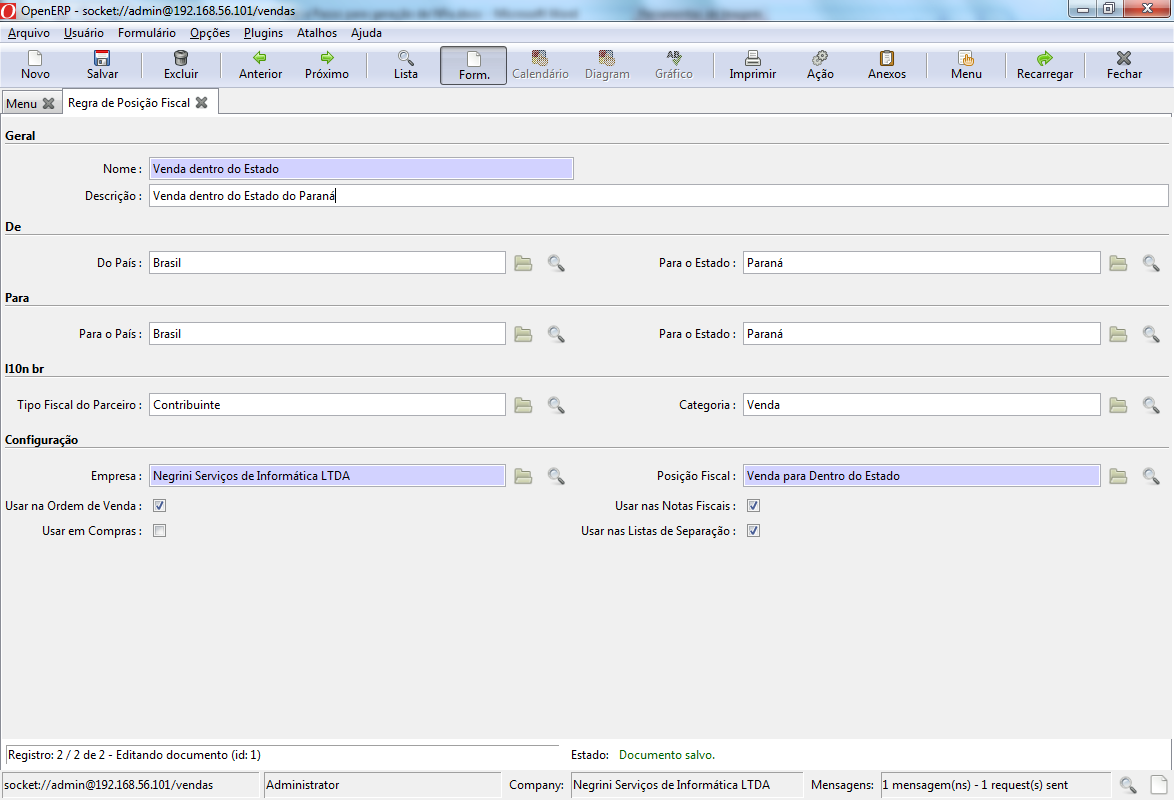 OpenERP - socket://admin@192.168.56.101/vendas
Arquivo Usuário Formulário Opções Plugins Atalhos Ajuda
Novo Salvar Excluir Anterior Próximo Lista Form. Calendário Diagram Gráfico Imprimir Ação Anexos Menu Recarregar Fechar
Menu Regra de Posição Fiscal
Geral
Nome : Venda dentro do Estado
Descrição : Venda dentro do Estado do Paraná
De
Do País : Brasil Para o Estado : Paraná
Para
Para o País : Brasil Para o Estado : Paraná
l10n br
Tipo Fiscal do Parceiro : Contribuinte Categoria : Venda
Configuração
Empresa : Negrini Serviços de Informática LTDA Posição Fiscal : Venda para Dentro do Estado
Usar na Ordem de Venda : Usar nas Notas Fiscais :
Usar em Compras : Usar nas Listas de Separação :
Registro: 2 / 2 de 2 - Editando documento (id: 1) Estado: Documento salvo.
socket://admin@192.168.56.101/vendas Administrator Company: Negrini Serviços de Informática LTDA Mensagens: 1 mensagem(ns) - 1 request(s) sent